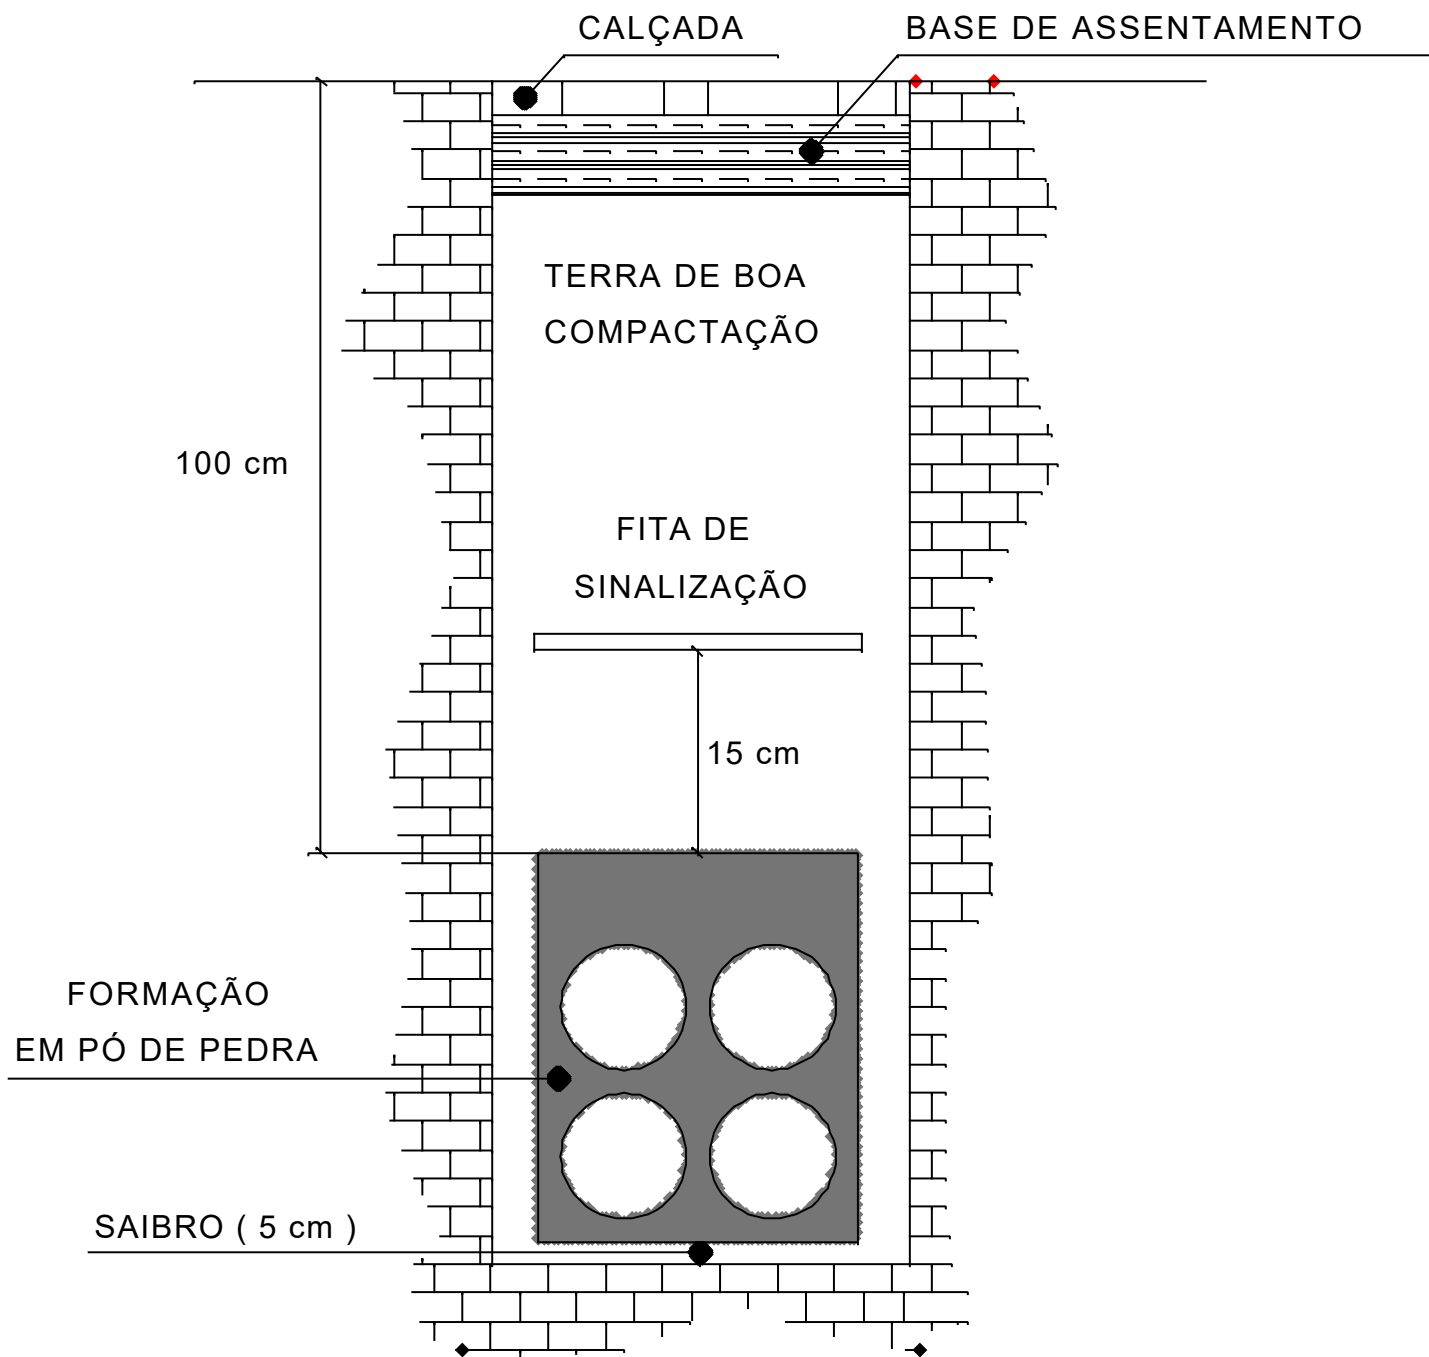 CALÇADA
BASE DE ASSENTAMENTO
TERRA DE BOA
COMPACTAÇÃO
100 cm
FITA DE
SINALIZAÇÃO
15 cm
FORMAÇÃO
EM PÓ DE PEDRA
SAIBRO ( 5 cm )